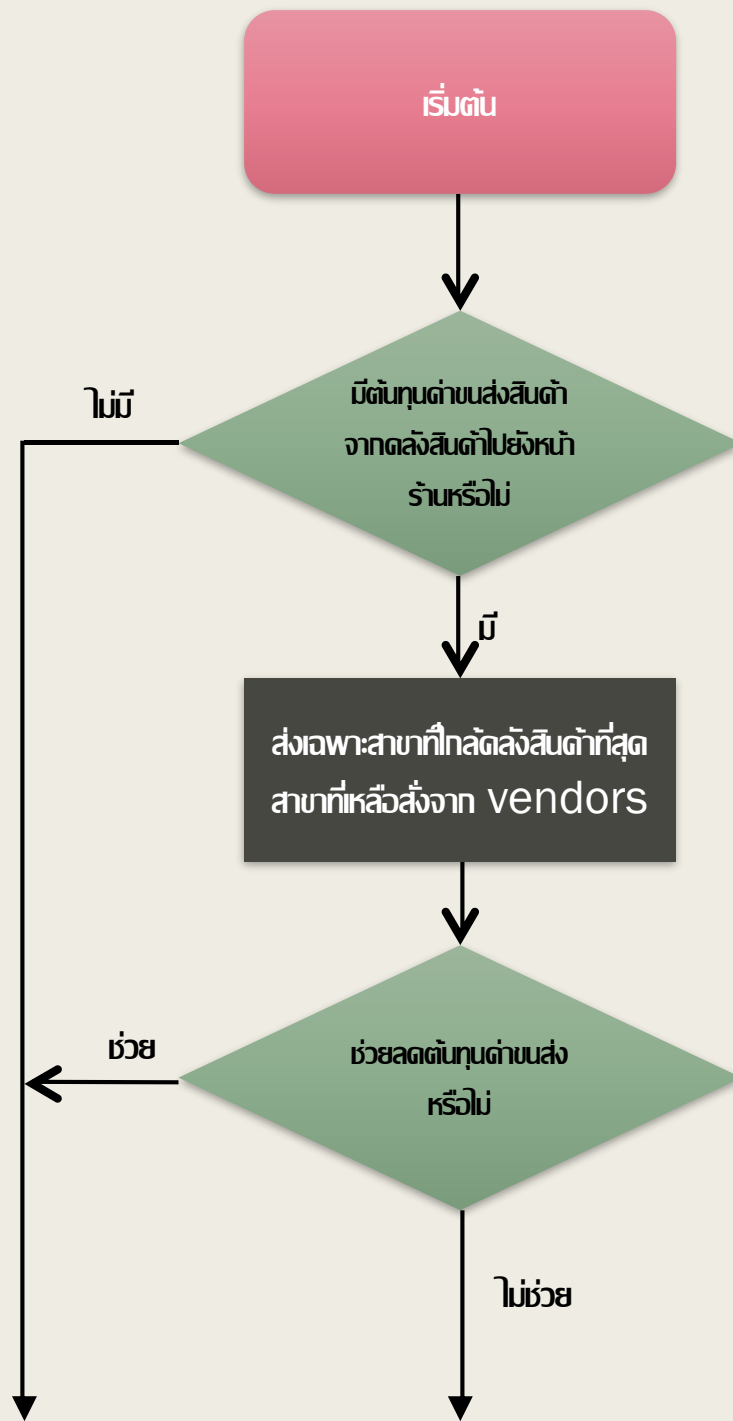 เริ่มต้น
มีต้นทุนค่าขนส่งสินค้า
จากคลังสินค้าไปยังหน้า
ร้านหรือไม่
ไม่มี
มี
ส่งเฉพาะสาขาที่ใกล้คลังสินค้าที่สุด
สาขาที่เหลือสั่งจาก vendors
ช่วยลดต้นทุนค่าขนส่ง
หรือไม่
ช่วย
ไม่ช่วย